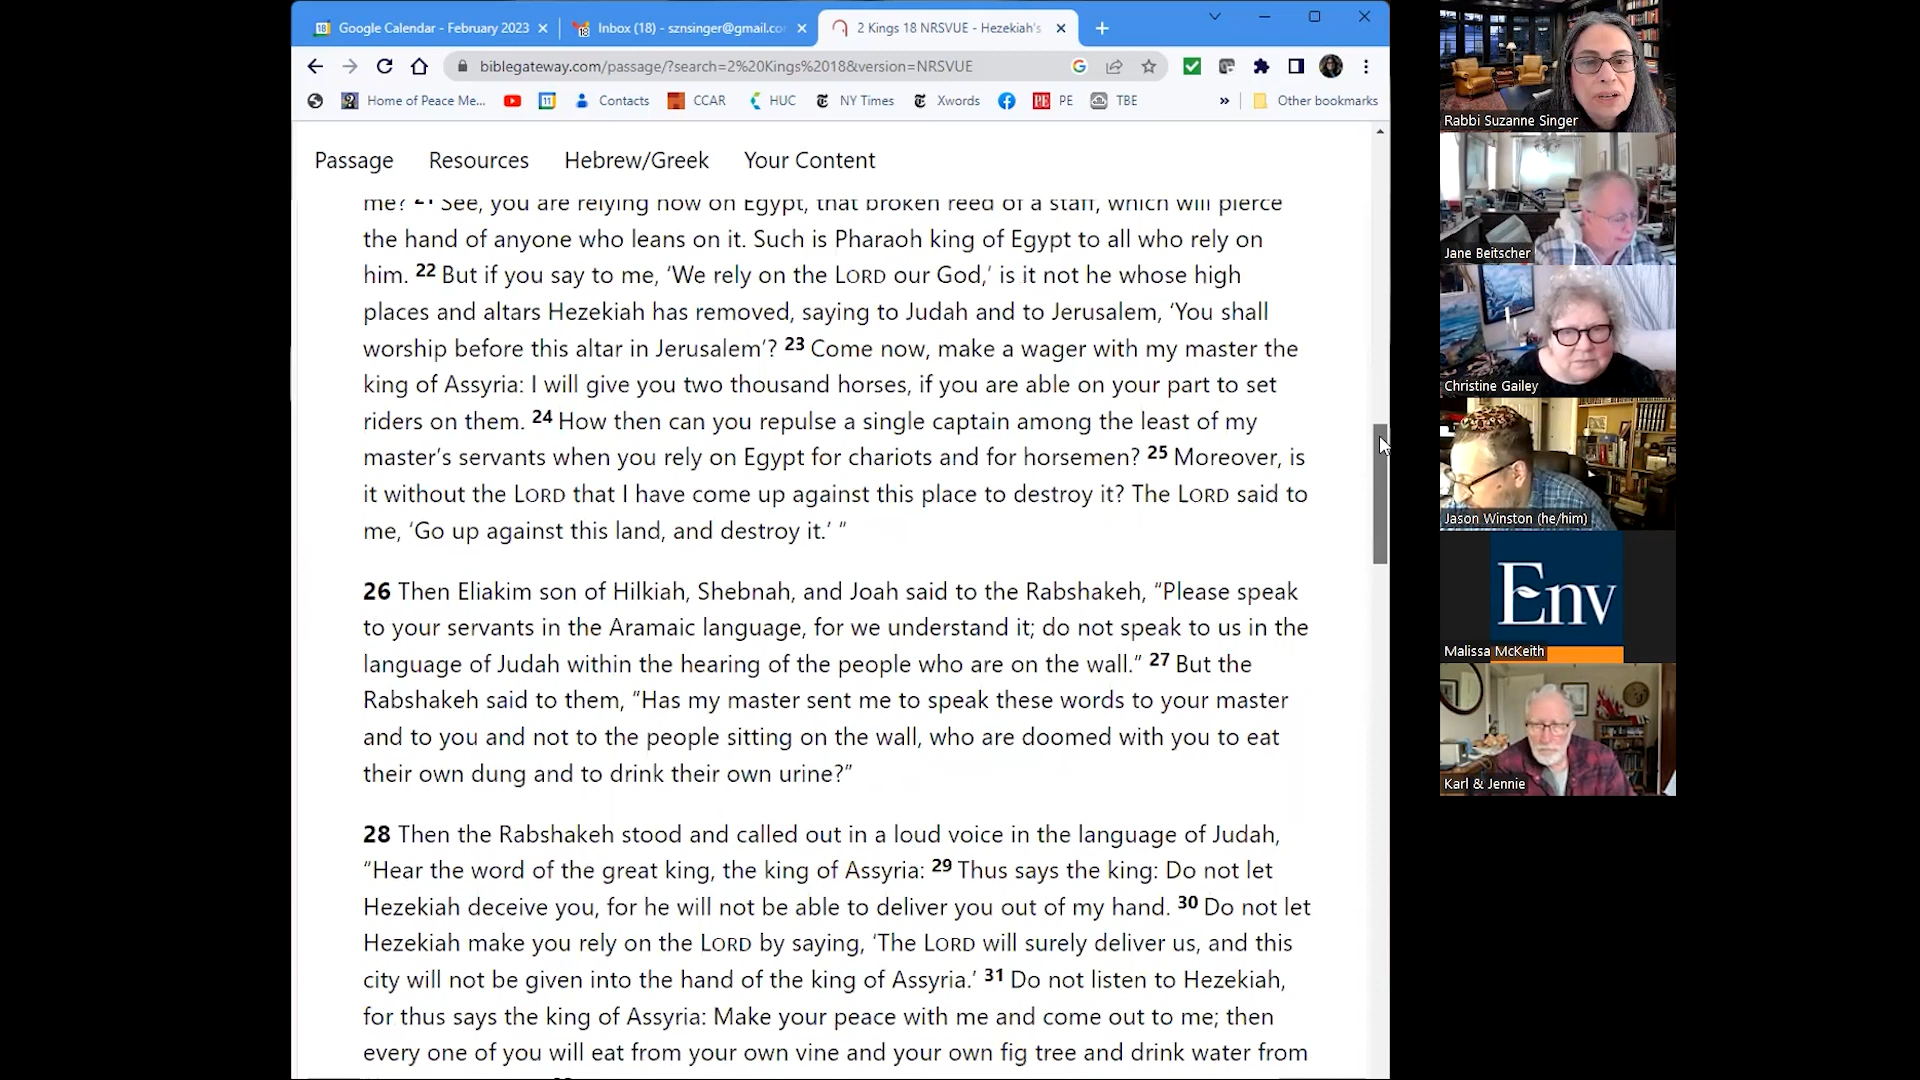 Google Calendar - February 2023
Inbox (18) - sznsinger@gmail.co
2 Kings 18 NRSVUE - Hezekiah's
biblegateway.com/passage/?search=2%20Kings%2018&version=NRSVUE
Home of Peace Me...
Contacts
CCAR
HUC
NY Times
Xwords
PE
TBE
Other bookmarks
Passage
Resources
Hebrew/Greek
Your Content
me? 21 See, you are relying now on Egypt, that broken reed of a staff, which will pierce
the hand of anyone who leans on it. Such is Pharaoh king of Egypt to all who rely on
him. 22 But if you say to me, ‘We rely on the LORD our God,’ is it not he whose high
places and altars Hezekiah has removed, saying to Judah and to Jerusalem, ‘You shall
worship before this altar in Jerusalem’? 23 Come now, make a wager with my master the
king of Assyria: I will give you two thousand horses, if you are able on your part to set
riders on them. 24 How then can you repulse a single captain among the least of my
master’s servants when you rely on Egypt for chariots and for horsemen? 25 Moreover, is
it without the LORD that I have come up against this place to destroy it? The LORD said to
me, ‘Go up against this land, and destroy it.’ ”
26 Then Eliakim son of Hilkiah, Shebnah, and Joah said to the Rabshakeh, “Please speak
to your servants in the Aramaic language, for we understand it; do not speak to us in the
language of Judah within the hearing of the people who are on the wall.” 27 But the
Rabshakeh said to them, “Has my master sent me to speak these words to your master
and to you and not to the people sitting on the wall, who are doomed with you to eat
their own dung and to drink their own urine?”
28 Then the Rabshakeh stood and called out in a loud voice in the language of Judah,
“Hear the word of the great king, the king of Assyria: 29 Thus says the king: Do not let
Hezekiah deceive you, for he will not be able to deliver you out of my hand. 30 Do not let
Hezekiah make you rely on the LORD by saying, ‘The LORD will surely deliver us, and this
city will not be given into the hand of the king of Assyria.’ 31 Do not listen to Hezekiah,
for thus says the king of Assyria: Make your peace with me and come out to me; then
every one of you will eat from your own vine and your own fig tree and drink water from
Rabbi Suzanne Singer
Jane Beitscher
Christine Gailey
Jason Winston (he/him)
Env
Malissa McKeith
Karl & Jennie